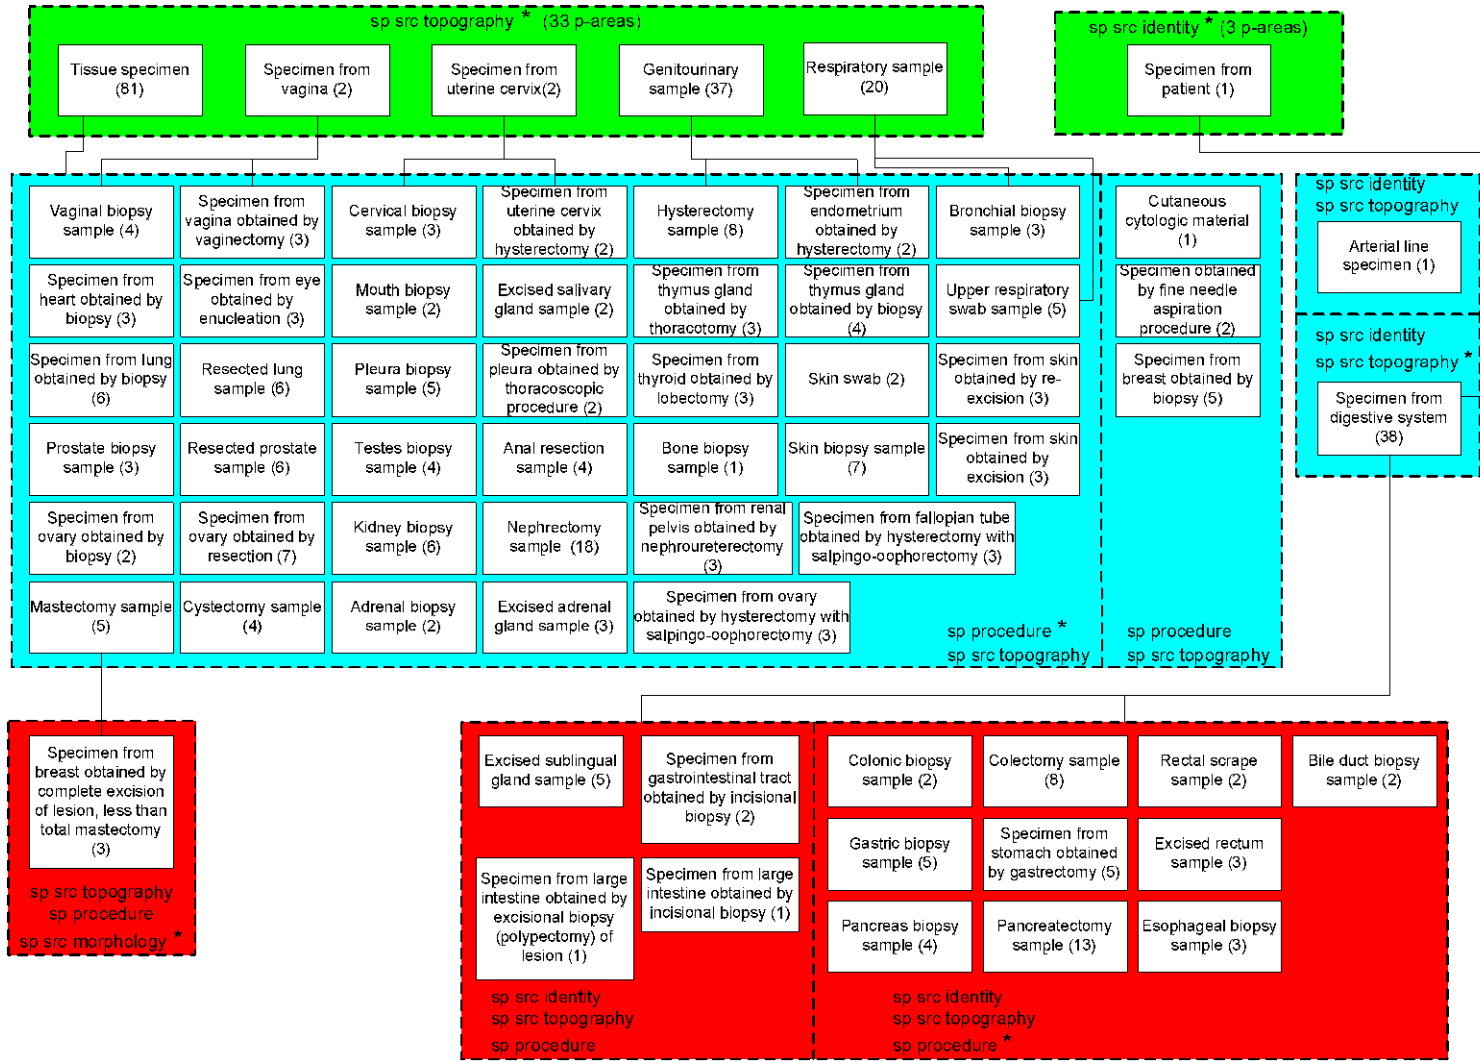 sp src topography * (33 p-areas)
Tissue specimen
(81)
Specimen from
vagina (2)
Specimen from
uterine cervix(2)
Genitourinary
sample (37)
Respiratory sample
(20)
sp src identity * (3 p-areas)
Specimen from
patient (1)
Vaginal biopsy
sample (4)
Specimen from
vagina obtained by
vaginectomy (3)
Cervical biopsy
sample (3)
Specimen from
uterine cervix
obtained by
hysterectomy (2)
Hysterectomy
sample (8)
Specimen from
endometrium
obtained by
hysterectomy (2)
Bronchial biopsy
sample (3)
Specimen from
heart obtained by
biopsy (3)
Specimen from eye
obtained by
enucleation (3)
Mouth biopsy
sample (2)
Excised salivary
gland sample (2)
Specimen from
thymus gland
obtained by
thoracotomy (3)
Specimen from
thymus gland
obtained by biopsy
(4)
Upper respiratory
swab sample (5)
Specimen from lung
obtained by biopsy
(6)
Resected lung
sample (6)
Pleura biopsy
sample (5)
Specimen from
pleura obtained by
thoracoscopic
procedure (2)
Specimen from
thyroid obtained by
lobectomy (3)
Skin swab (2)
Specimen from skin
obtained by re-
excision (3)
Prostate biopsy
sample (3)
Resected prostate
sample (6)
Testes biopsy
sample (4)
Anal resection
sample (4)
Bone biopsy
sample (1)
Skin biopsy sample
(7)
Specimen from skin
obtained by
excision (3)
Specimen from
ovary obtained by
biopsy (2)
Specimen from
ovary obtained by
resection (7)
Kidney biopsy
sample (6)
Nephrectomy
sample (18)
Specimen from renal
pelvis obtained by
nephroureterectomy
(3)
Specimen from fallopian tube
obtained by hysterectomy with
salpingo-oophorectomy (3)
Mastectomy sample
(5)
Cystectomy sample
(4)
Adrenal biopsy
sample (2)
Excised adrenal
gland sample (3)
Specimen from ovary
obtained by hysterectomy with
salpingo-oophorectomy (3)
sp procedure *
sp src topography
Cutaneous
cytologic material
(1)
Specimen obtained
by fine needle
aspiration
procedure (2)
Specimen from
breast obtained by
biopsy (5)
sp procedure
sp src topography
sp src identity
sp src topography
Arterial line
specimen (1)
sp src identity
sp src topography *
Specimen from
digestive system
(38)
Specimen from
breast obtained by
complete excision
of lesion, less than
total mastectomy
(3)
sp src topography
sp procedure
sp src morphology *
Excised sublingual
gland sample (5)
Specimen from
gastrointestinal tract
obtained by incisional
biopsy (2)
Specimen from large
intestine obtained by
excisional biopsy
(polypectomy) of
lesion (1)
Specimen from large
intestine obtained by
incisional biopsy (1)
sp src identity
sp src topography
sp procedure
Colonic biopsy
sample (2)
Colectomy sample
(8)
Rectal scrape
sample (2)
Bile duct biopsy
sample (2)
Gastric biopsy
sample (5)
Specimen from
stomach obtained
by gastrectomy (5)
Excised rectum
sample (3)
Pancreas biopsy
sample (4)
Pancreatectomy
sample (13)
Esophageal biopsy
sample (3)
sp src identity
sp src topography
sp procedure *